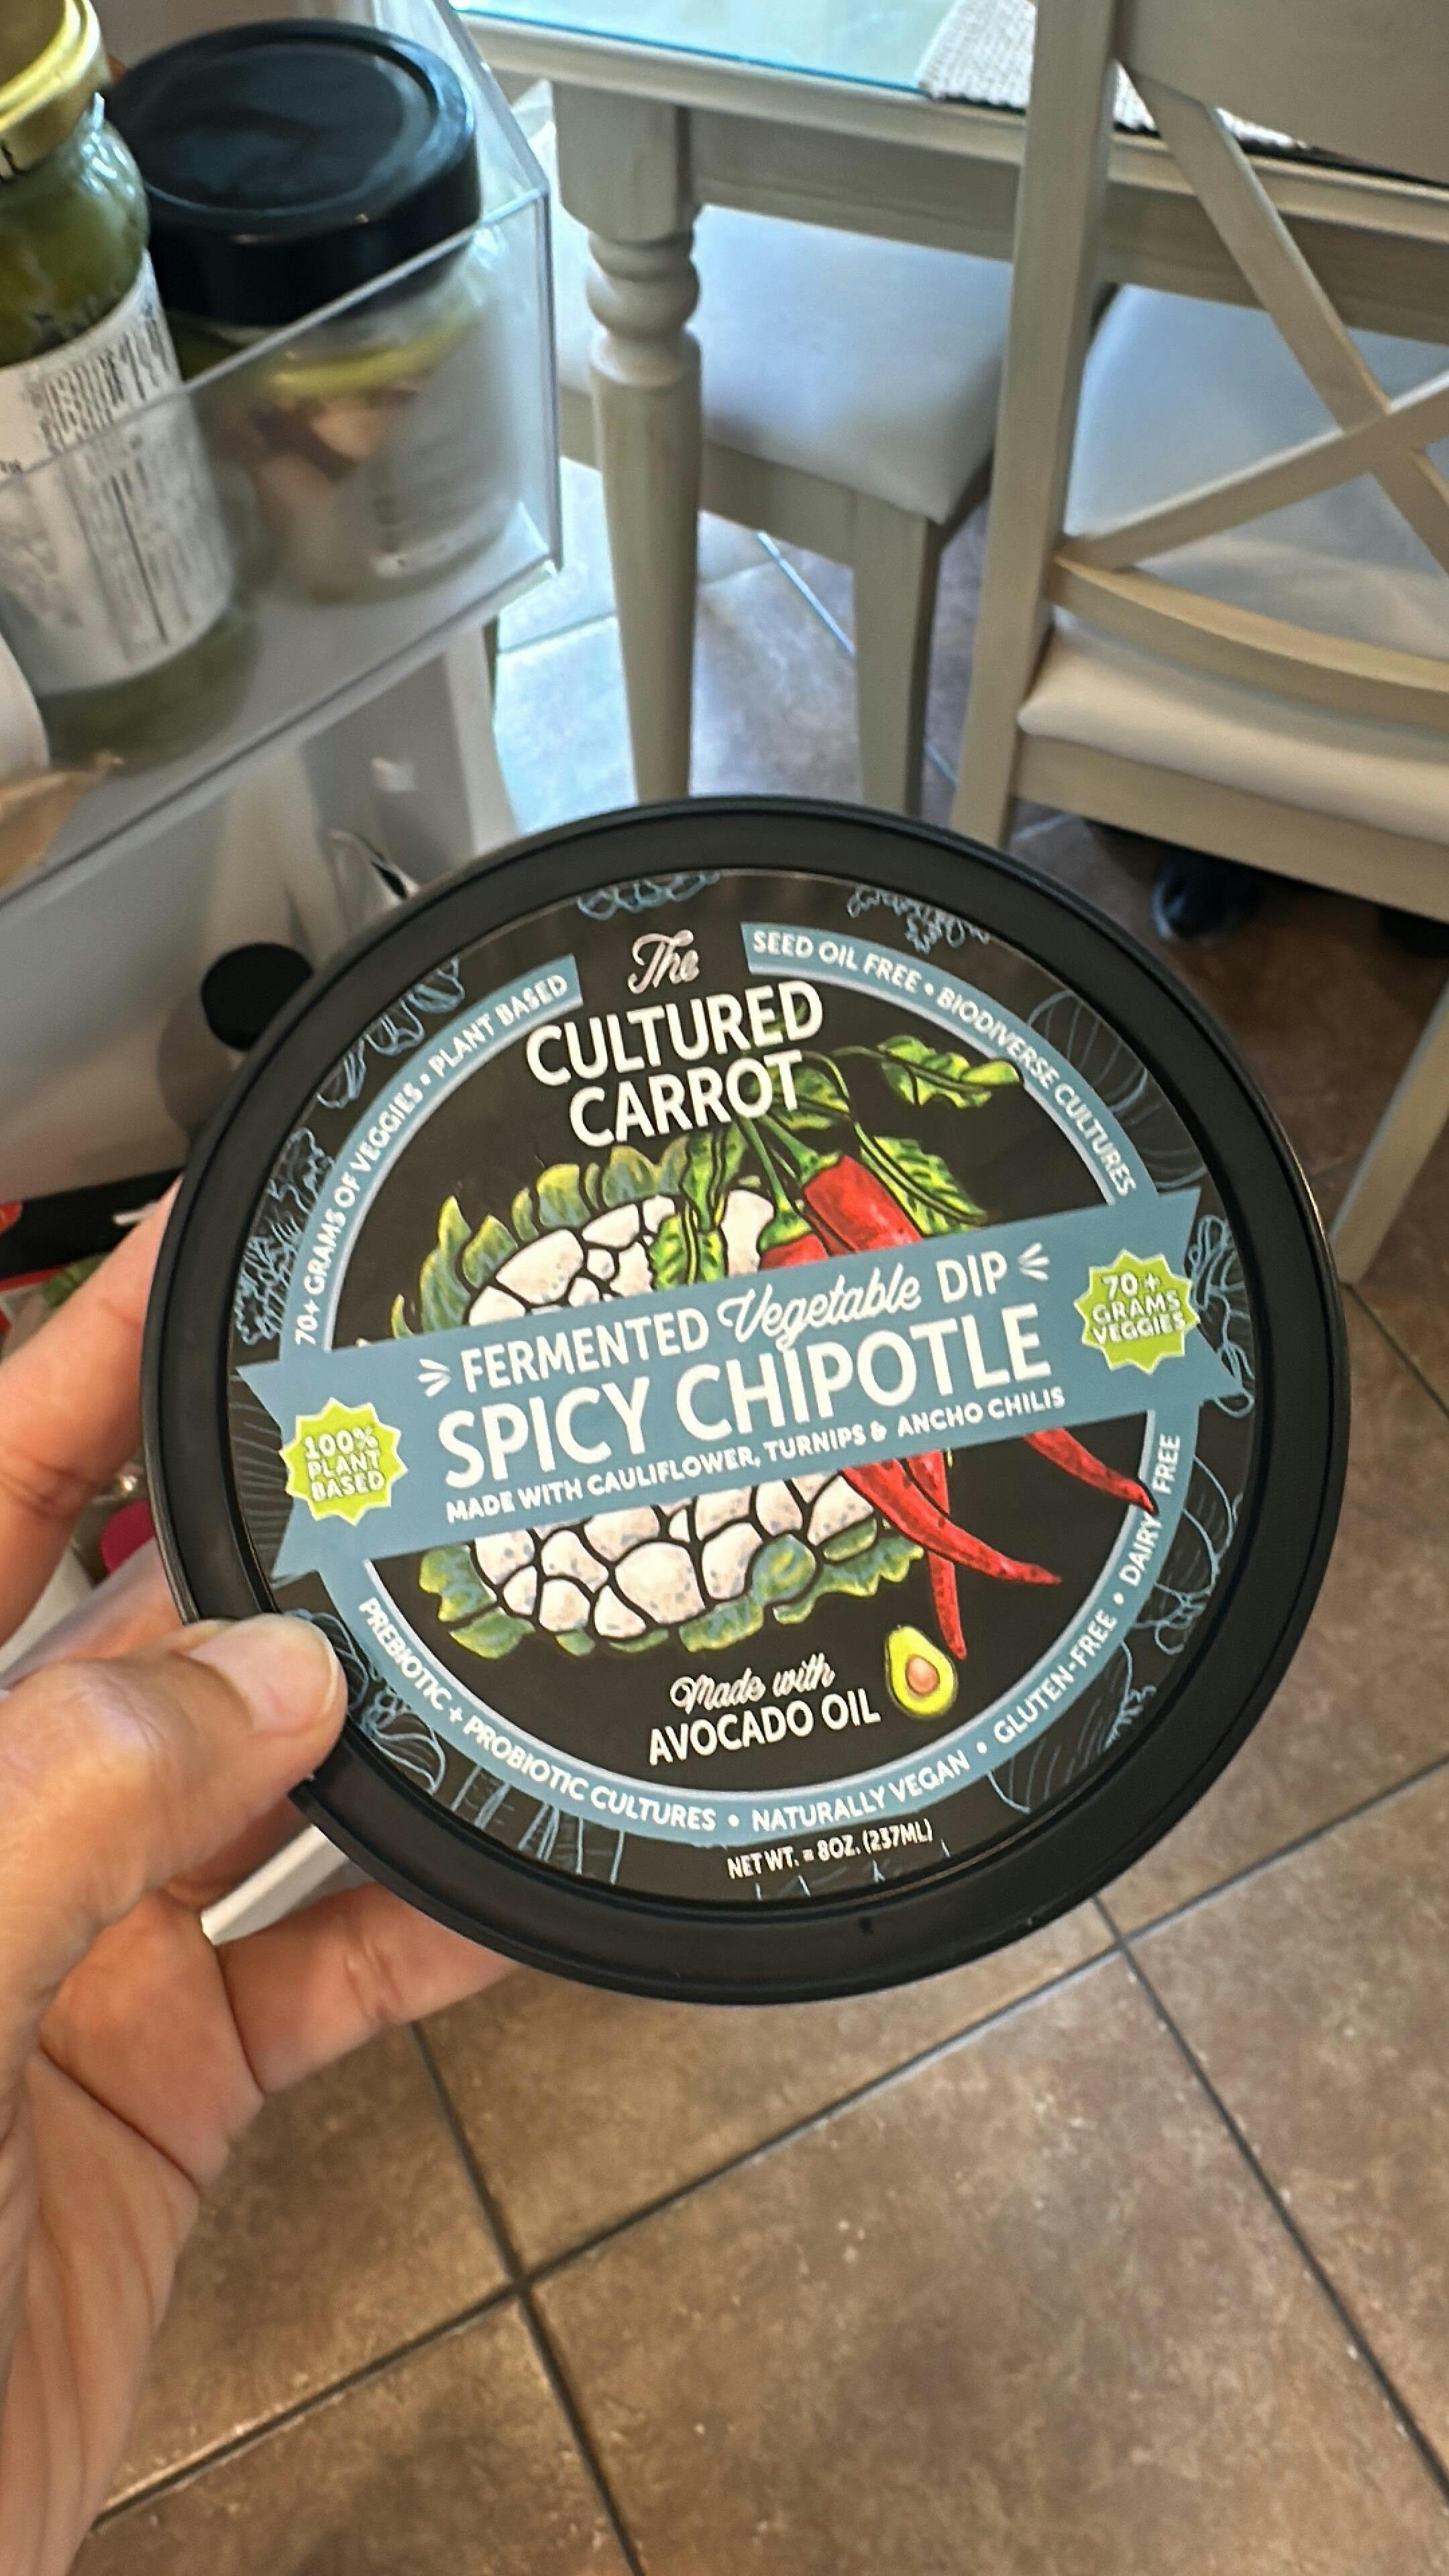 The
CULTURED
CARROT
70+ GRAMS OF VEGGIES • PLANT BASED
SEED OIL FREE • BIODIVERSE CULTURES
FERMENTED Vegetable DIP
SPICY CHIPOTLE
MADE WITH CAULIFLOWER, TURNIPS & ANCHO CHILIS
100%
PLANT
BASED
70+
GRAMS
VEGGIES
Made with
AVOCADO OIL
PREBIOTIC + PROBIOTIC CULTURES • NATURALLY VEGAN • GLUTEN-FREE • DAIRY FREE
NET WT. = 8OZ. (237ML)